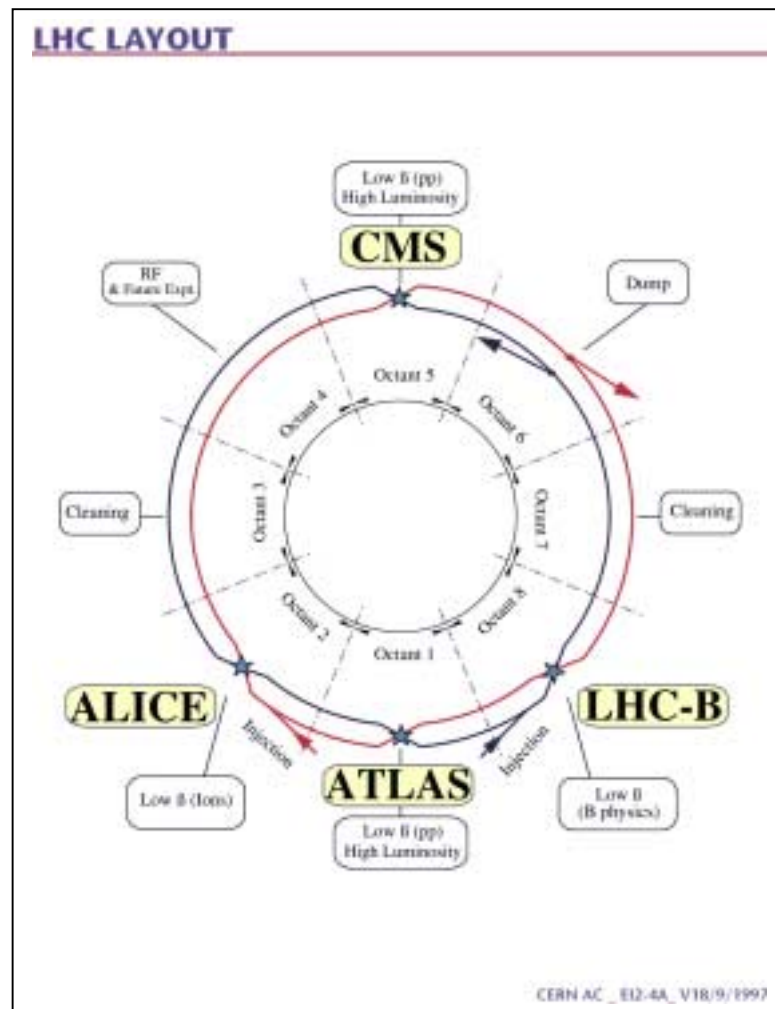 LHC LAYOUT
Low ß (pp)
High Luminosity
CMS
RF
& Future Expt.
Dump
Octant 5
Octant 4
Octant 6
Cleaning
Octant 3
Octant 7
Cleaning
Octant 2
Octant 8
Octant 1
ALICE
LHC-B
Injection
Injection
ATLAS
Low ß (Ions)
Low ß
(B physics)
Low ß (pp)
High Luminosity
CERN AC _ EI2-4A_ V18/9/1997